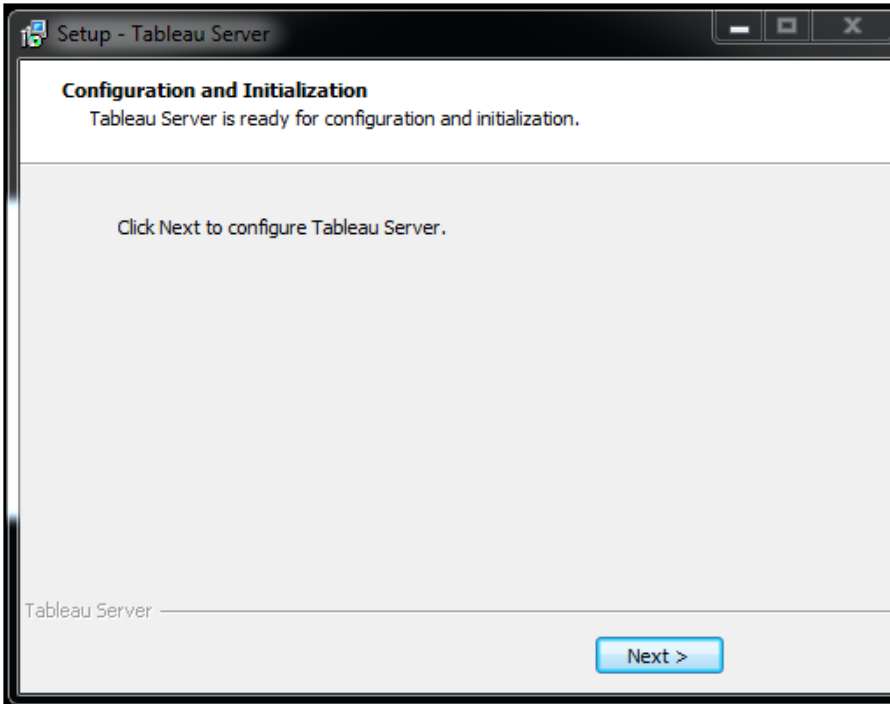 Setup - Tableau Server
Configuration and Initialization
Tableau Server is ready for configuration and initialization.
Click Next to configure Tableau Server.
Tableau Server
Next >